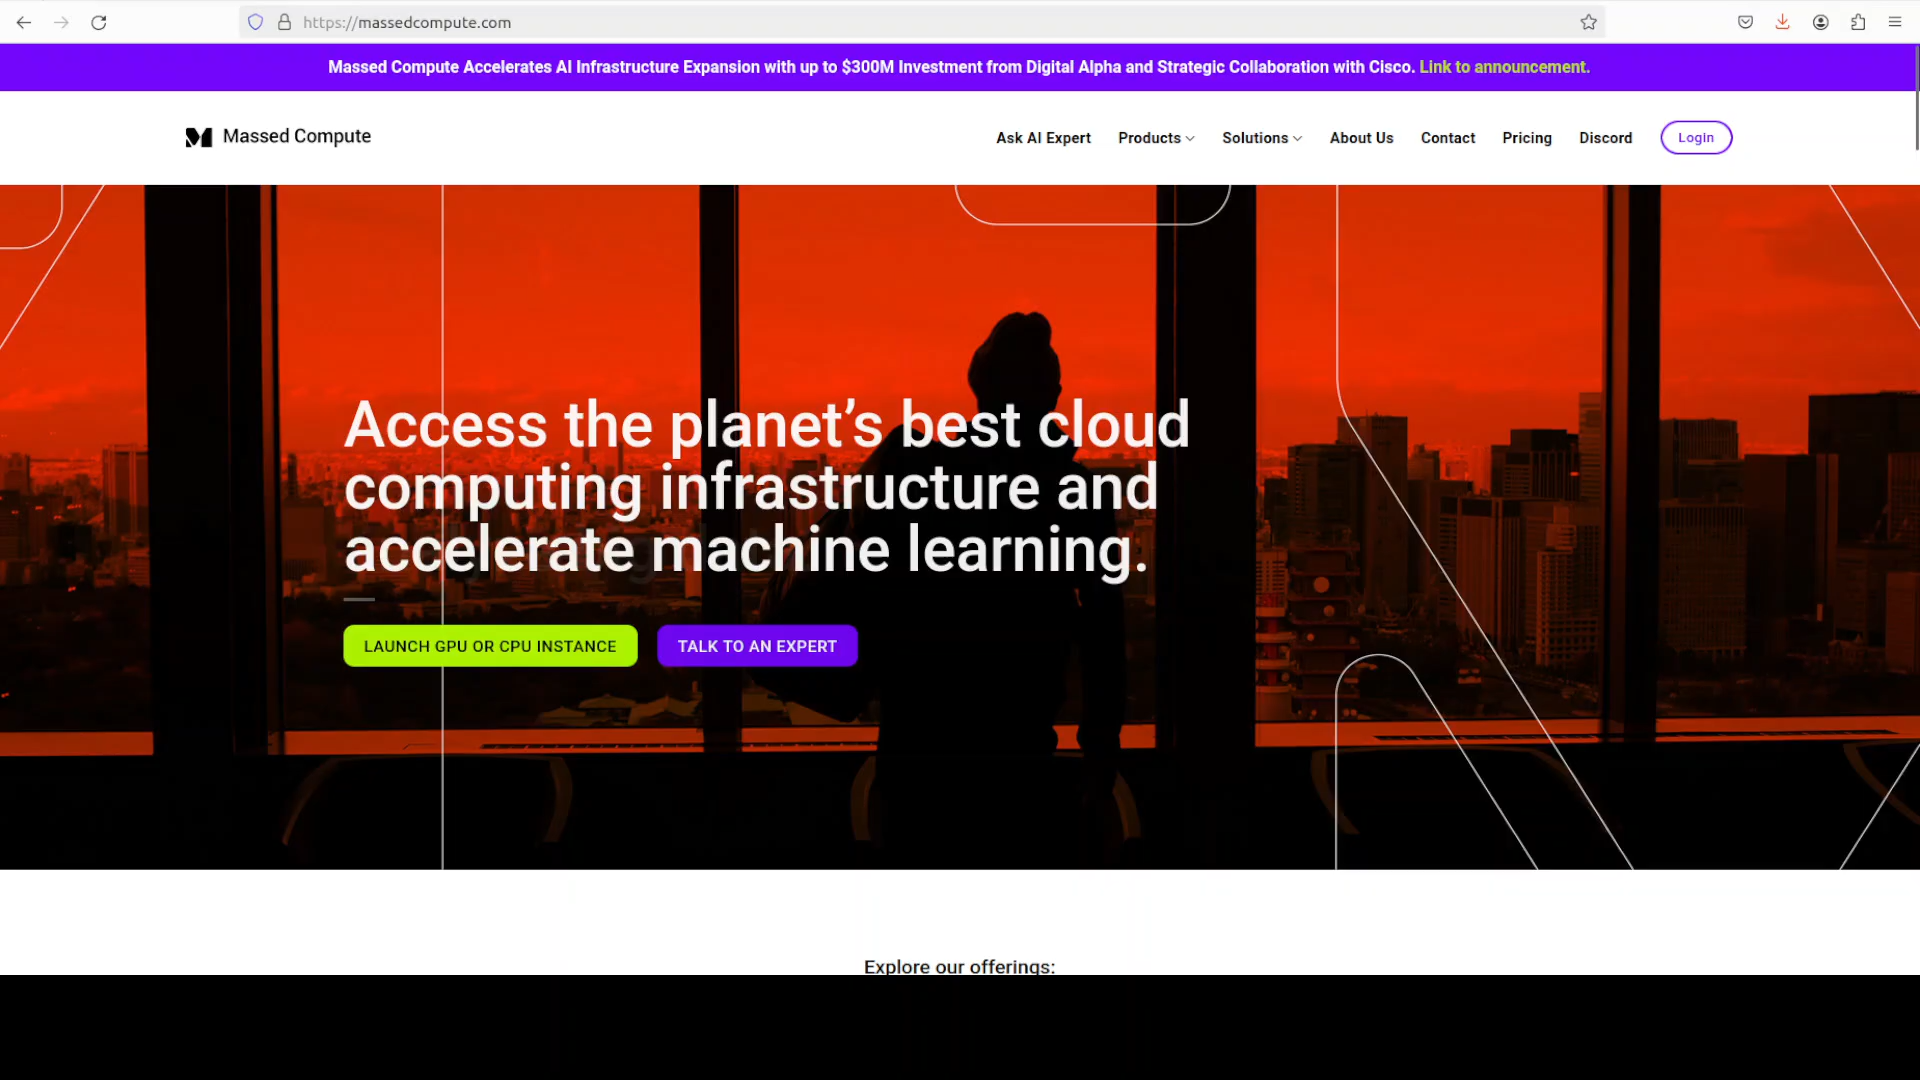 https://massedcompute.com
Massed Compute Accelerates AI Infrastructure Expansion with up to $300M Investment from Digital Alpha and Strategic Collaboration with Cisco. Link to announcement.
Massed Compute
Ask AI Expert
Products
Solutions
About Us
Contact
Pricing
Discord
Login
Access the planet’s best cloud
computing infrastructure and
accelerate machine learning.
LAUNCH GPU OR CPU INSTANCE
TALK TO AN EXPERT
Explore our offerings: